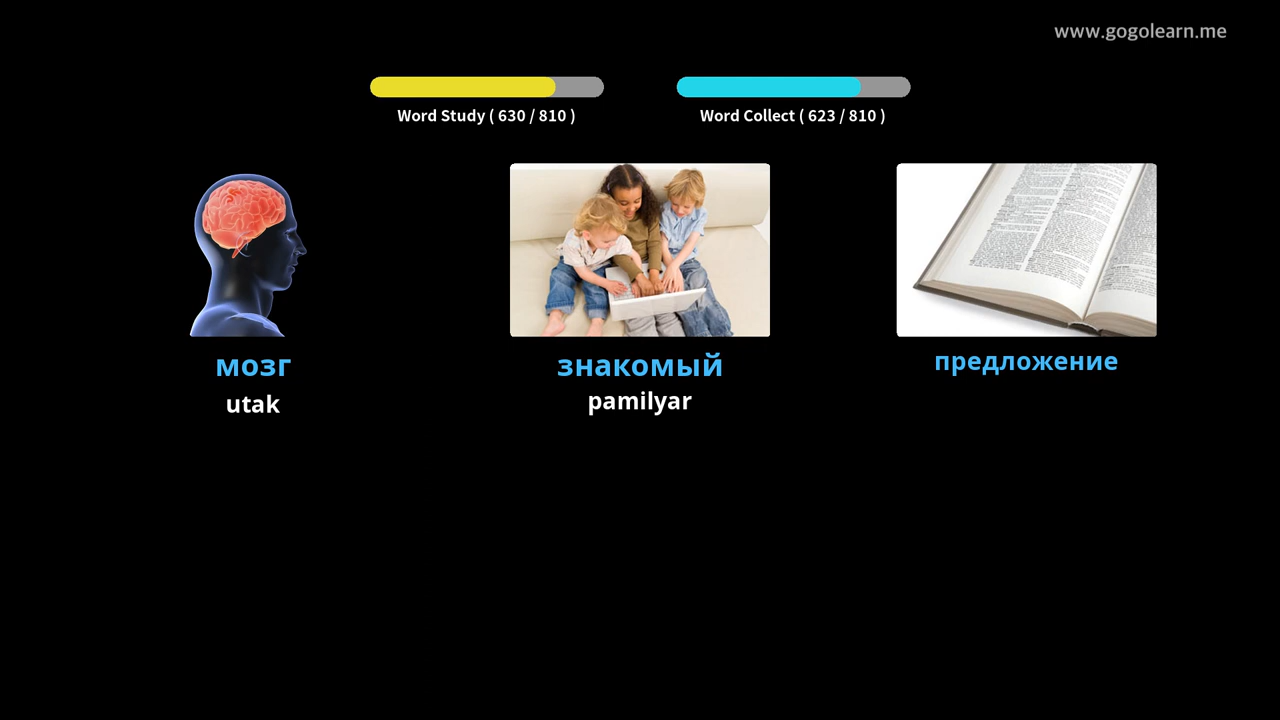 www.gogolearn.me
Word Study ( 630 / 810 )
Word Collect ( 623 / 810 )
мозг
utak
знакомый
pamilyar
предложение